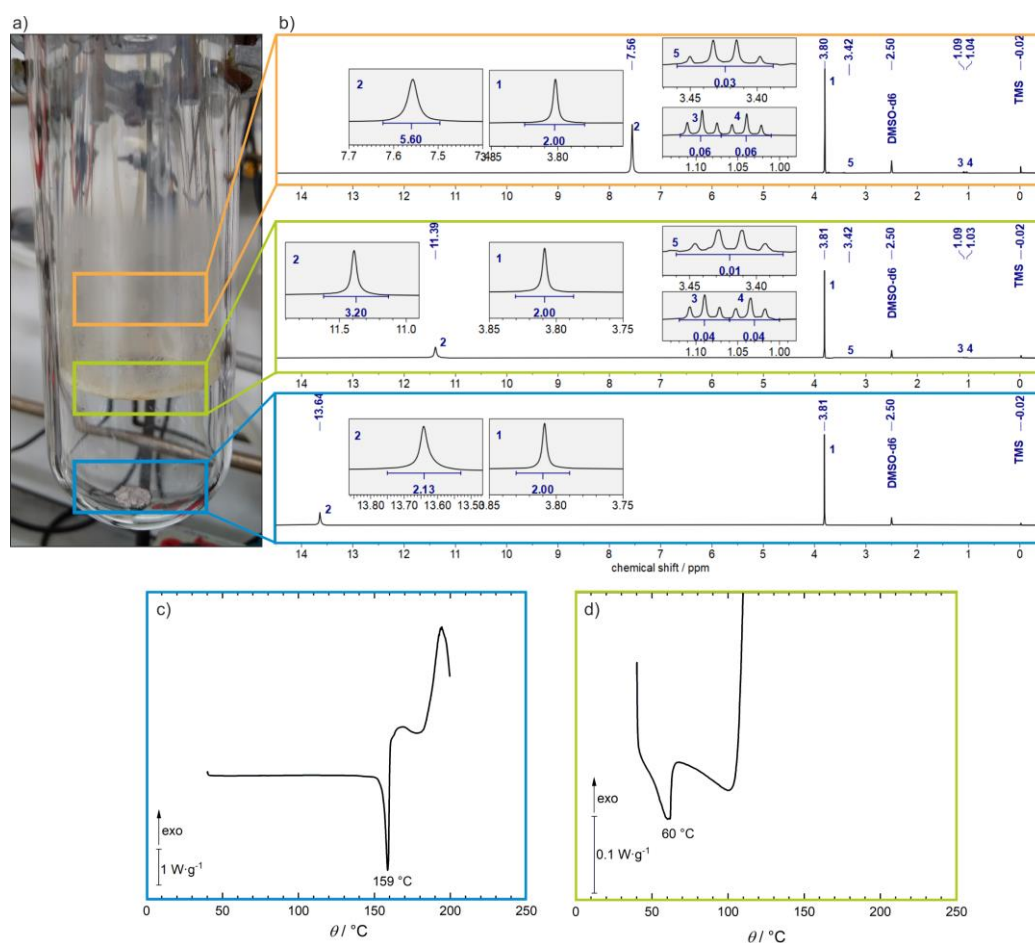 a)
b)
7.56
3.80
3.42
2.50
1.09
1.04
-0.02
DMSO-d6
TMS
2
5.60
7.7 7.6 7.5
1
2.00
3.80
5
0.03
3.45 3.40
3 4
0.06 0.06
1.10 1.05 1.00
2
1
5
3 4
14 13 12 11 10 9 8 7 6 5 4 3 2 1 0
11.39
3.81
3.42
2.50
1.09
1.03
-0.02
DMSO-d6
TMS
2
3.20
11.5 11.0
1
2.00
3.85 3.80 3.75
5
0.01
3.45 3.40
3 4
0.04 0.04
1.10 1.05 1.00
2
1
5
3 4
14 13 12 11 10 9 8 7 6 5 4 3 2 1 0
13.64
3.81
2.50
-0.02
DMSO-d6
TMS
2
2.13
13.80 13.70 13.60 13.50
1
2.00
3.80 3.75
2
1
14 13 12 11 10 9 8 7 6 5 4 3 2 1 0
chemical shift / ppm
c)
exo
1 W·g⁻¹
159 °C
0 50 100 150 200 250
θ / °C
d)
exo
0.1 W·g⁻¹
60 °C
0 50 100 150 200 250
θ / °C